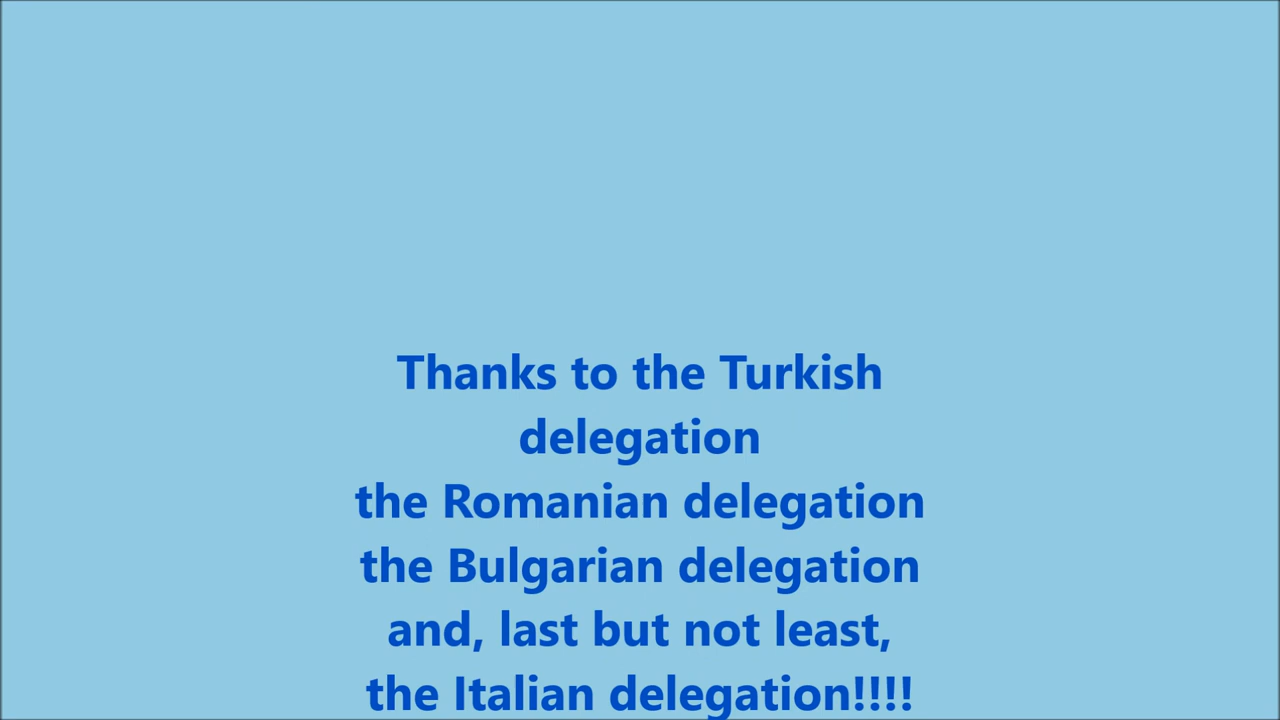 Thanks to the Turkish
delegation
the Romanian delegation
the Bulgarian delegation
and, last but not least,
the Italian delegation!!!!